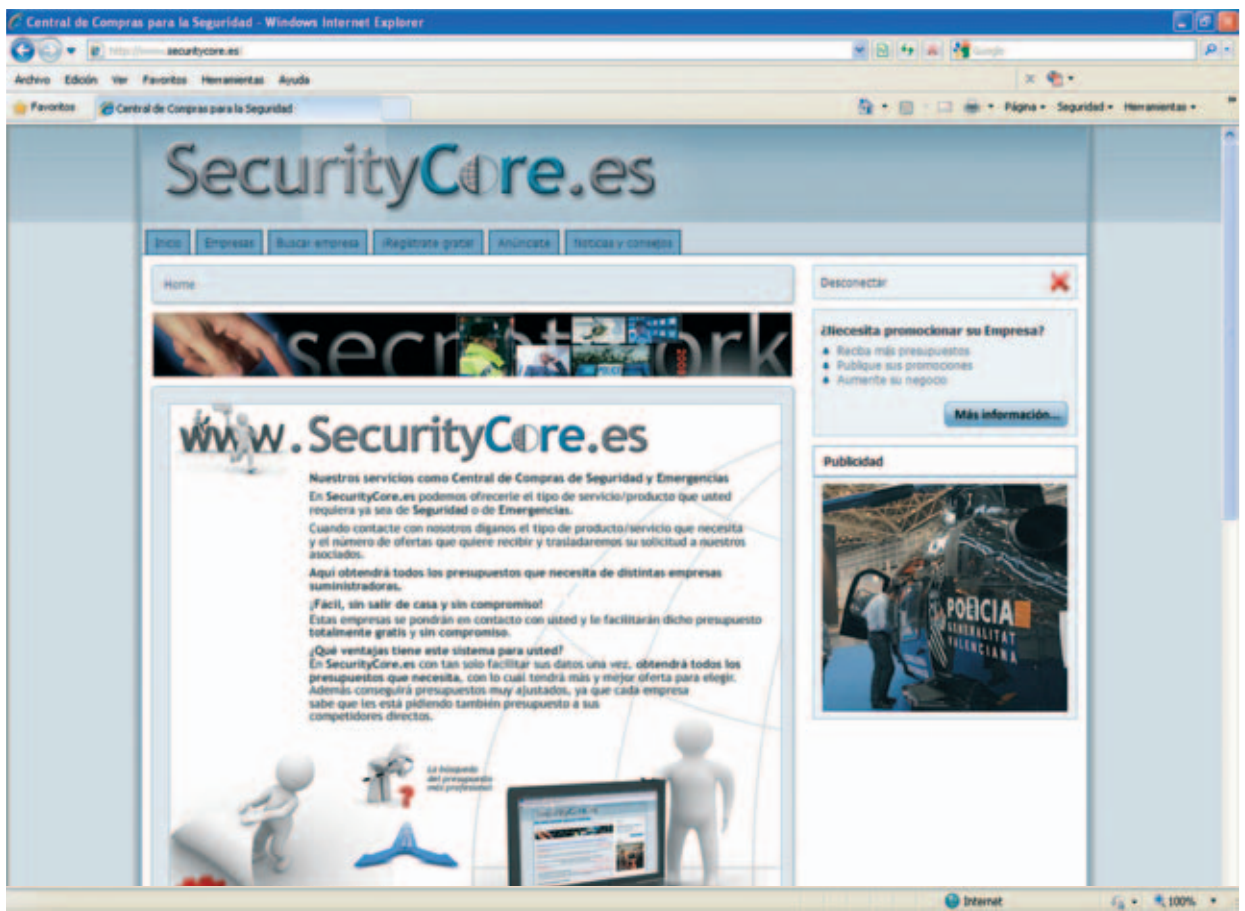 Central de Compras para la Seguridad - Windows Internet Explorer
http://www.securitycore.es/
Google
Archivo Edición Ver Favoritos Herramientas Ayuda
Favoritos Central de Compras para la Seguridad Página Seguridad Herramientas
SecurityCore.es
Inicio Empresas Buscar empresa ¡Regístrate gratis! Anúnciate Noticias y consejos
Home
Desconectar
¿Necesita promocionar su Empresa?
Reciba más presupuestos
Publique sus promociones
Aumente su negocio
Más información...
Publicidad
POLICIA
GENERALITAT
VALENCIANA
www.SecurityCore.es
Nuestros servicios como Central de Compras de Seguridad y Emergencias
En SecurityCore.es podemos ofrecerle el tipo de servicio/producto que usted
requiera ya sea de Seguridad o de Emergencias.
Cuando contacte con nosotros díganos el tipo de producto/servicio que necesita
y el número de ofertas que quiere recibir y trasladaremos su solicitud a nuestros
asociados.
Aquí obtendrá todos los presupuestos que necesita de distintas empresas
suministradoras.
¡Fácil, sin salir de casa y sin compromiso!
Estas empresas se pondrán en contacto con usted y le facilitarán dicho presupuesto
totalmente gratis y sin compromiso.
¿Qué ventajas tiene este sistema para usted?
En SecurityCore.es con tan solo facilitar sus datos una vez, obtendrá todos los
presupuestos que necesita, con lo cual tendrá más y mejor oferta para elegir.
Además conseguirá presupuestos muy ajustados, ya que cada empresa
sabe que les está pidiendo también presupuesto a sus
competidores directos.
La búsqueda
del presupuesto
más profesional
SecurityCore.es
Internet 100%